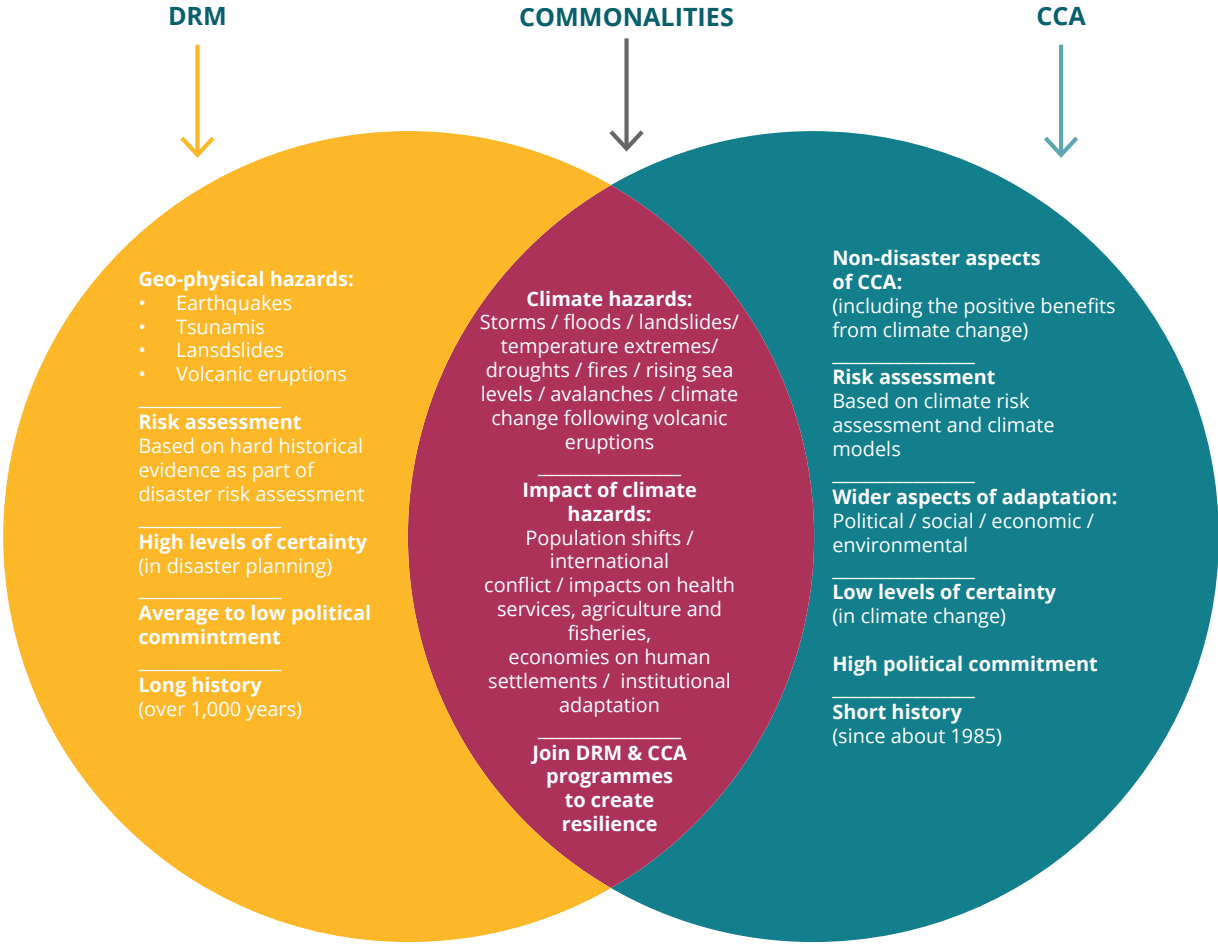 DRM
COMMONALITIES
CCA
Geo-physical hazards:
• Earthquakes
• Tsunamis
• Lansdslides
• Volcanic eruptions
Risk assessment
Based on hard historical
evidence as part of
disaster risk assessment
High levels of certainty
(in disaster planning)
Average to low political
commintment
Long history
(over 1,000 years)
Climate hazards:
Storms / floods / landslides/
temperature extremes/
droughts / fires / rising sea
levels / avalanches / climate
change following volcanic
eruptions
Impact of climate
hazards:
Population shifts /
international
conflict / impacts on health
services, agriculture and
fisheries,
economies on human
settlements / institutional
adaptation
Join DRM & CCA
programmes
to create
resilience
Non-disaster aspects
of CCA:
(including the positive benefits
from climate change)
Risk assessment
Based on climate risk
assessment and climate
models
Wider aspects of adaptation:
Political / social / economic /
environmental
Low levels of certainty
(in climate change)
High political commitment
Short history
(since about 1985)